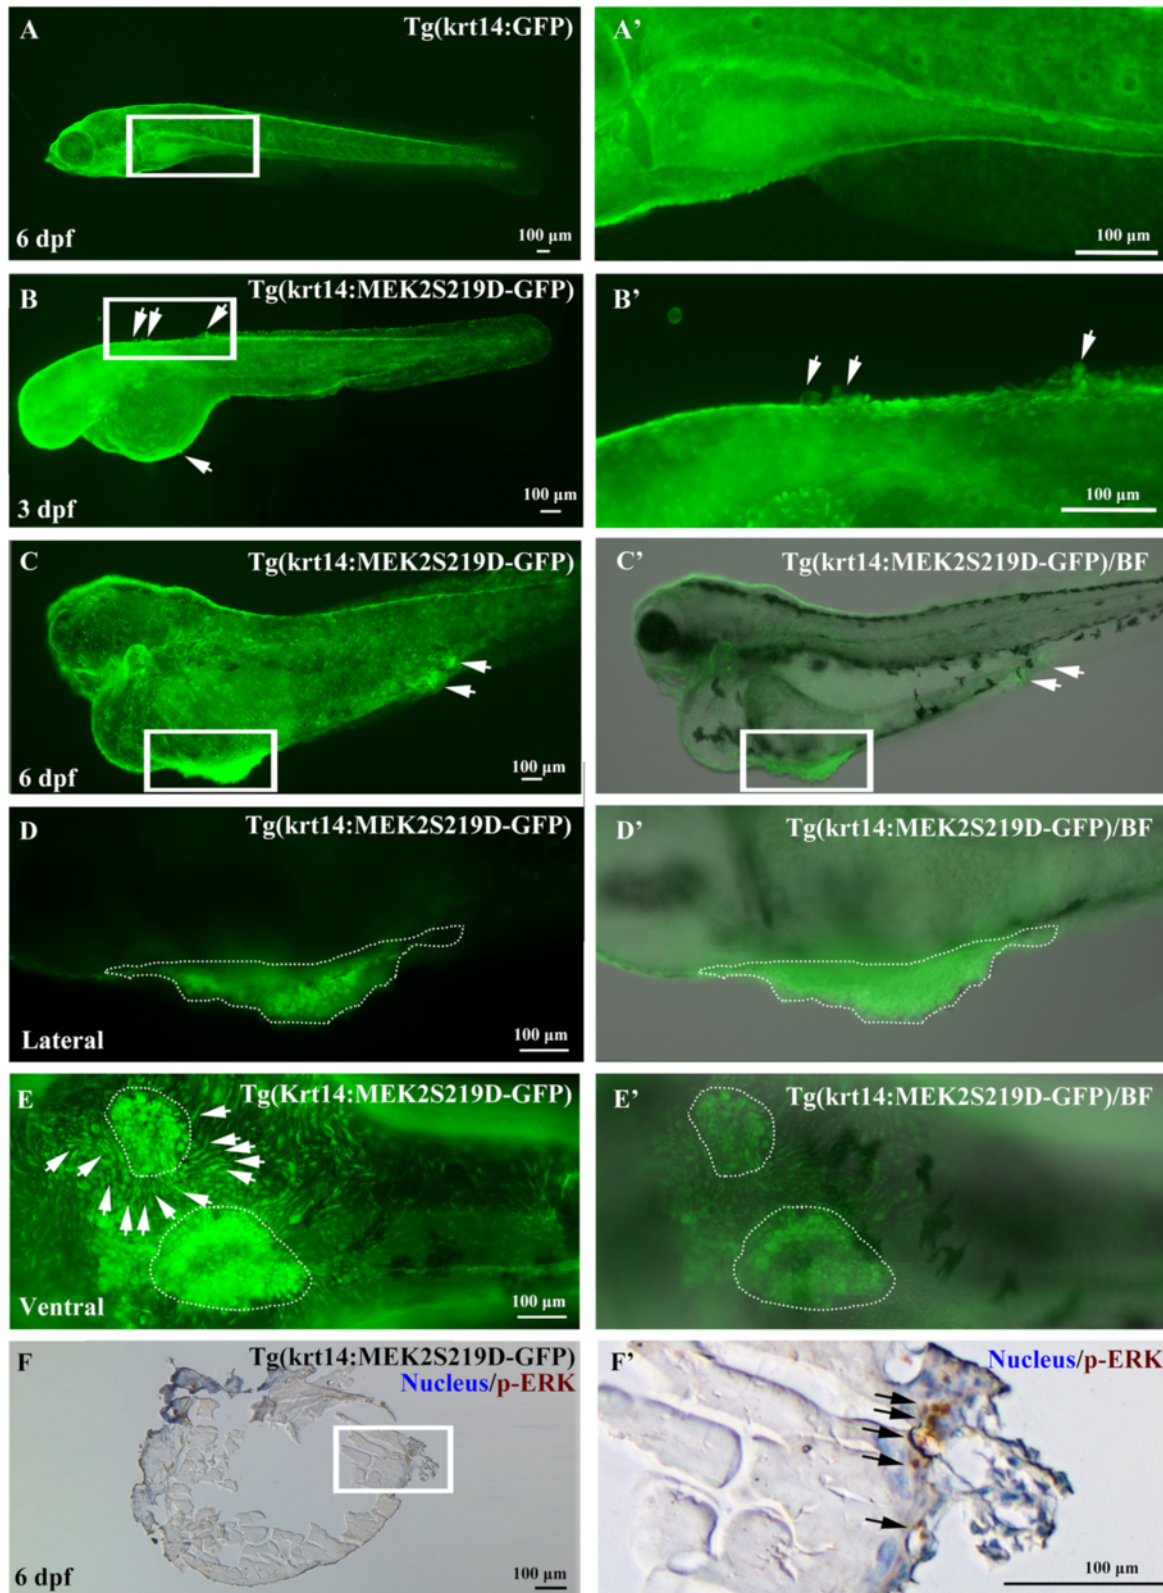 A
Tg(krt14:GFP)
6 dpf
100 µm
A'
100 µm
B
Tg(krt14:MEK2S219D-GFP)
3 dpf
100 µm
B'
100 µm
C
Tg(krt14:MEK2S219D-GFP)
6 dpf
100 µm
C'
Tg(krt14:MEK2S219D-GFP)/BF
D
Tg(krt14:MEK2S219D-GFP)
Lateral
100 µm
D'
Tg(krt14:MEK2S219D-GFP)/BF
E
Tg(Krt14:MEK2S219D-GFP)
Ventral
100 µm
E'
Tg(krt14:MEK2S219D-GFP)/BF
F
Tg(krt14:MEK2S219D-GFP)
Nucleus/p-ERK
6 dpf
100 µm
F'
Nucleus/p-ERK
100 µm